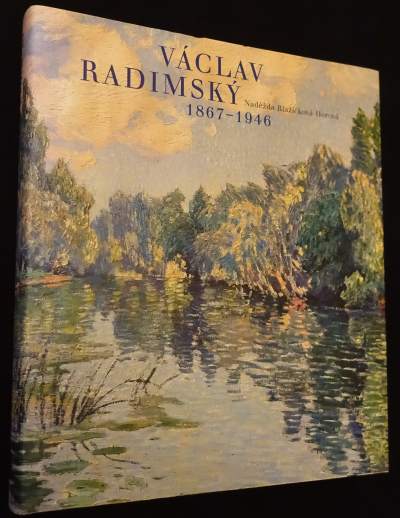 VÁCLAV
RADIMSKÝ
Naděžda Blažíčková-Horová
1867–1946